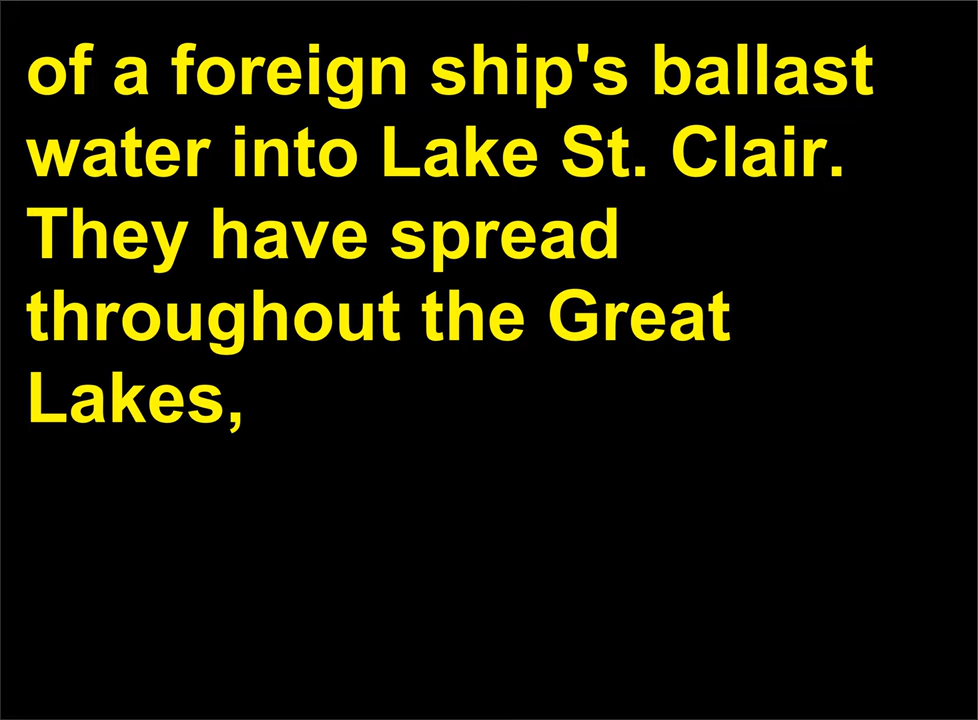 of a foreign ship's ballast
water into Lake St. Clair.
They have spread
throughout the Great
Lakes,